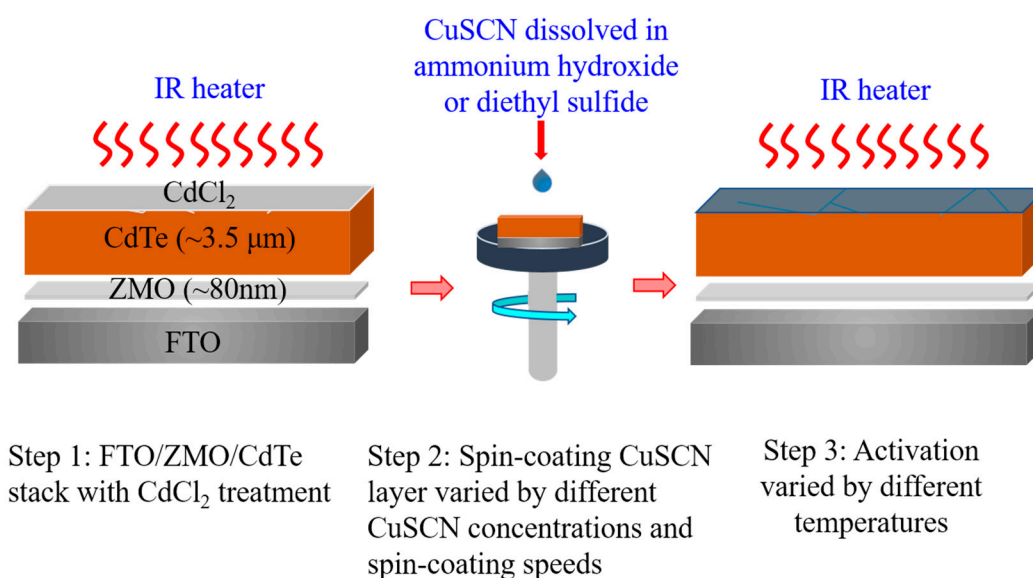 IR heater
CdCl₂
CdTe (~3.5 μm)
ZMO (~80nm)
FTO
Step 1: FTO/ZMO/CdTe
stack with CdCl₂ treatment
CuSCN dissolved in
ammonium hydroxide
or diethyl sulfide
Step 2: Spin-coating CuSCN
layer varied by different
CuSCN concentrations and
spin-coating speeds
IR heater
Step 3: Activation
varied by different
temperatures